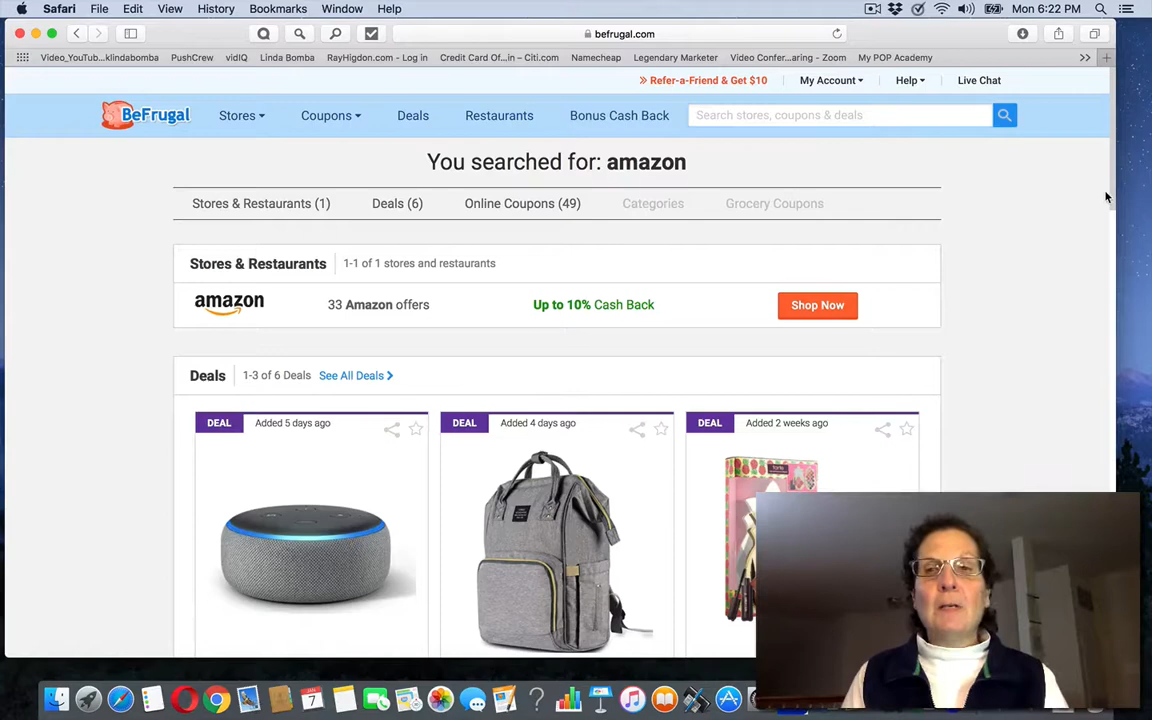 Safari File Edit View History Bookmarks Window Help Mon 6:22 PM
befrugal.com
Video_YouTub...klindabomba PushCrew vidIQ Linda Bomba RayHigdon.com - Log in Credit Card Of...in – Citi.com Namecheap Legendary Marketer Video Confer...aring - Zoom My POP Academy
» Refer-a-Friend & Get $10 My Account Help Live Chat
BeFrugal Stores Coupons Deals Restaurants Bonus Cash Back Search stores, coupons & deals
You searched for: amazon
Stores & Restaurants (1) Deals (6) Online Coupons (49) Categories Grocery Coupons
Stores & Restaurants 1-1 of 1 stores and restaurants
amazon 33 Amazon offers Up to 10% Cash Back Shop Now
Deals 1-3 of 6 Deals See All Deals
DEAL Added 5 days ago DEAL Added 4 days ago DEAL Added 2 weeks ago
tarte
7